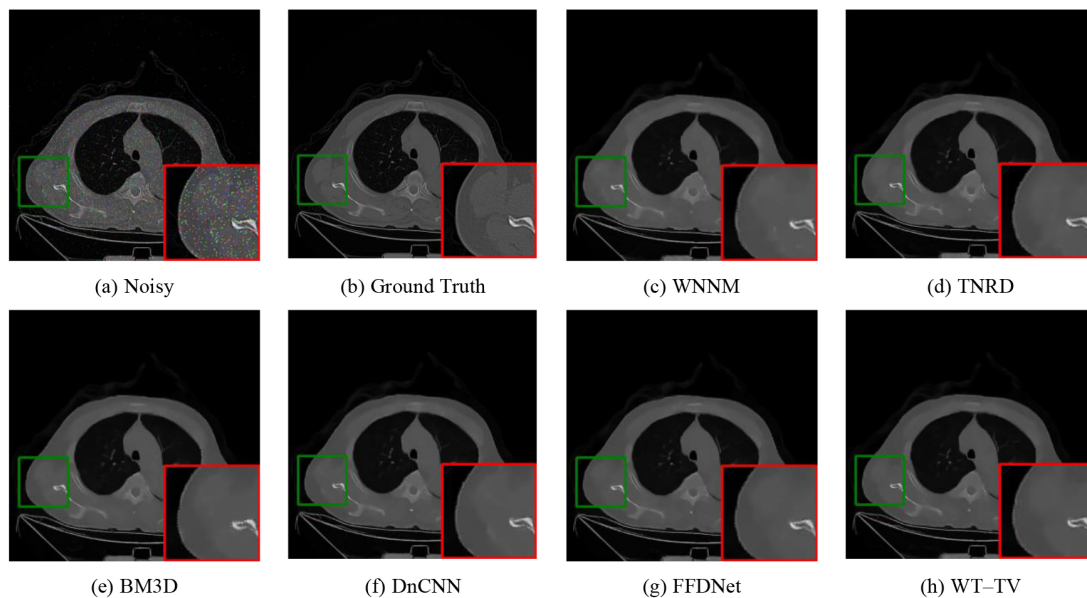 (a) Noisy
(b) Ground Truth
(c) WNNM
(d) TNRD
(e) BM3D
(f) DnCNN
(g) FFDNet
(h) WT–TV